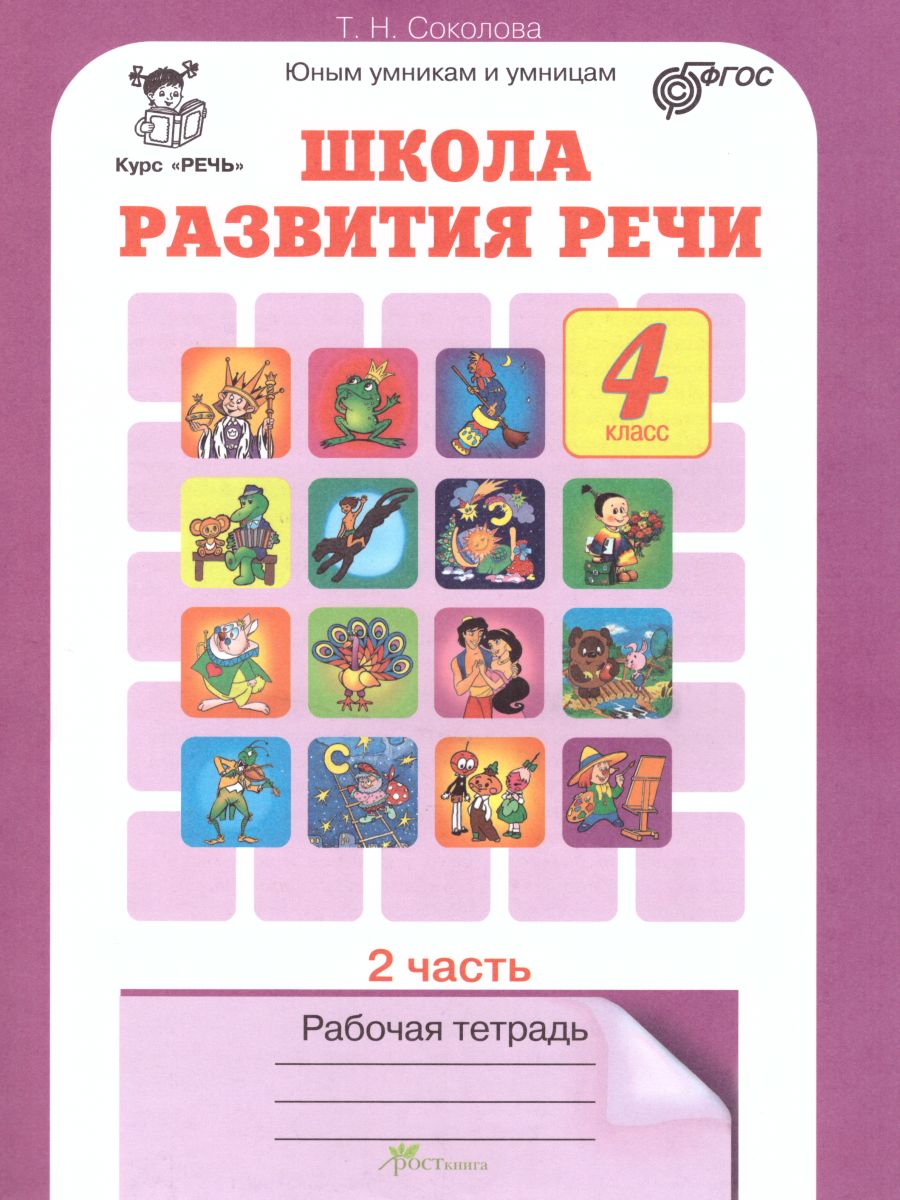 Т. Н. Соколова
Юным умникам и умницам
ФГОС
Курс «РЕЧЬ»
ШКОЛА
РАЗВИТИЯ РЕЧИ
4
класс
С
2 часть
Рабочая тетрадь
РОСТкнига